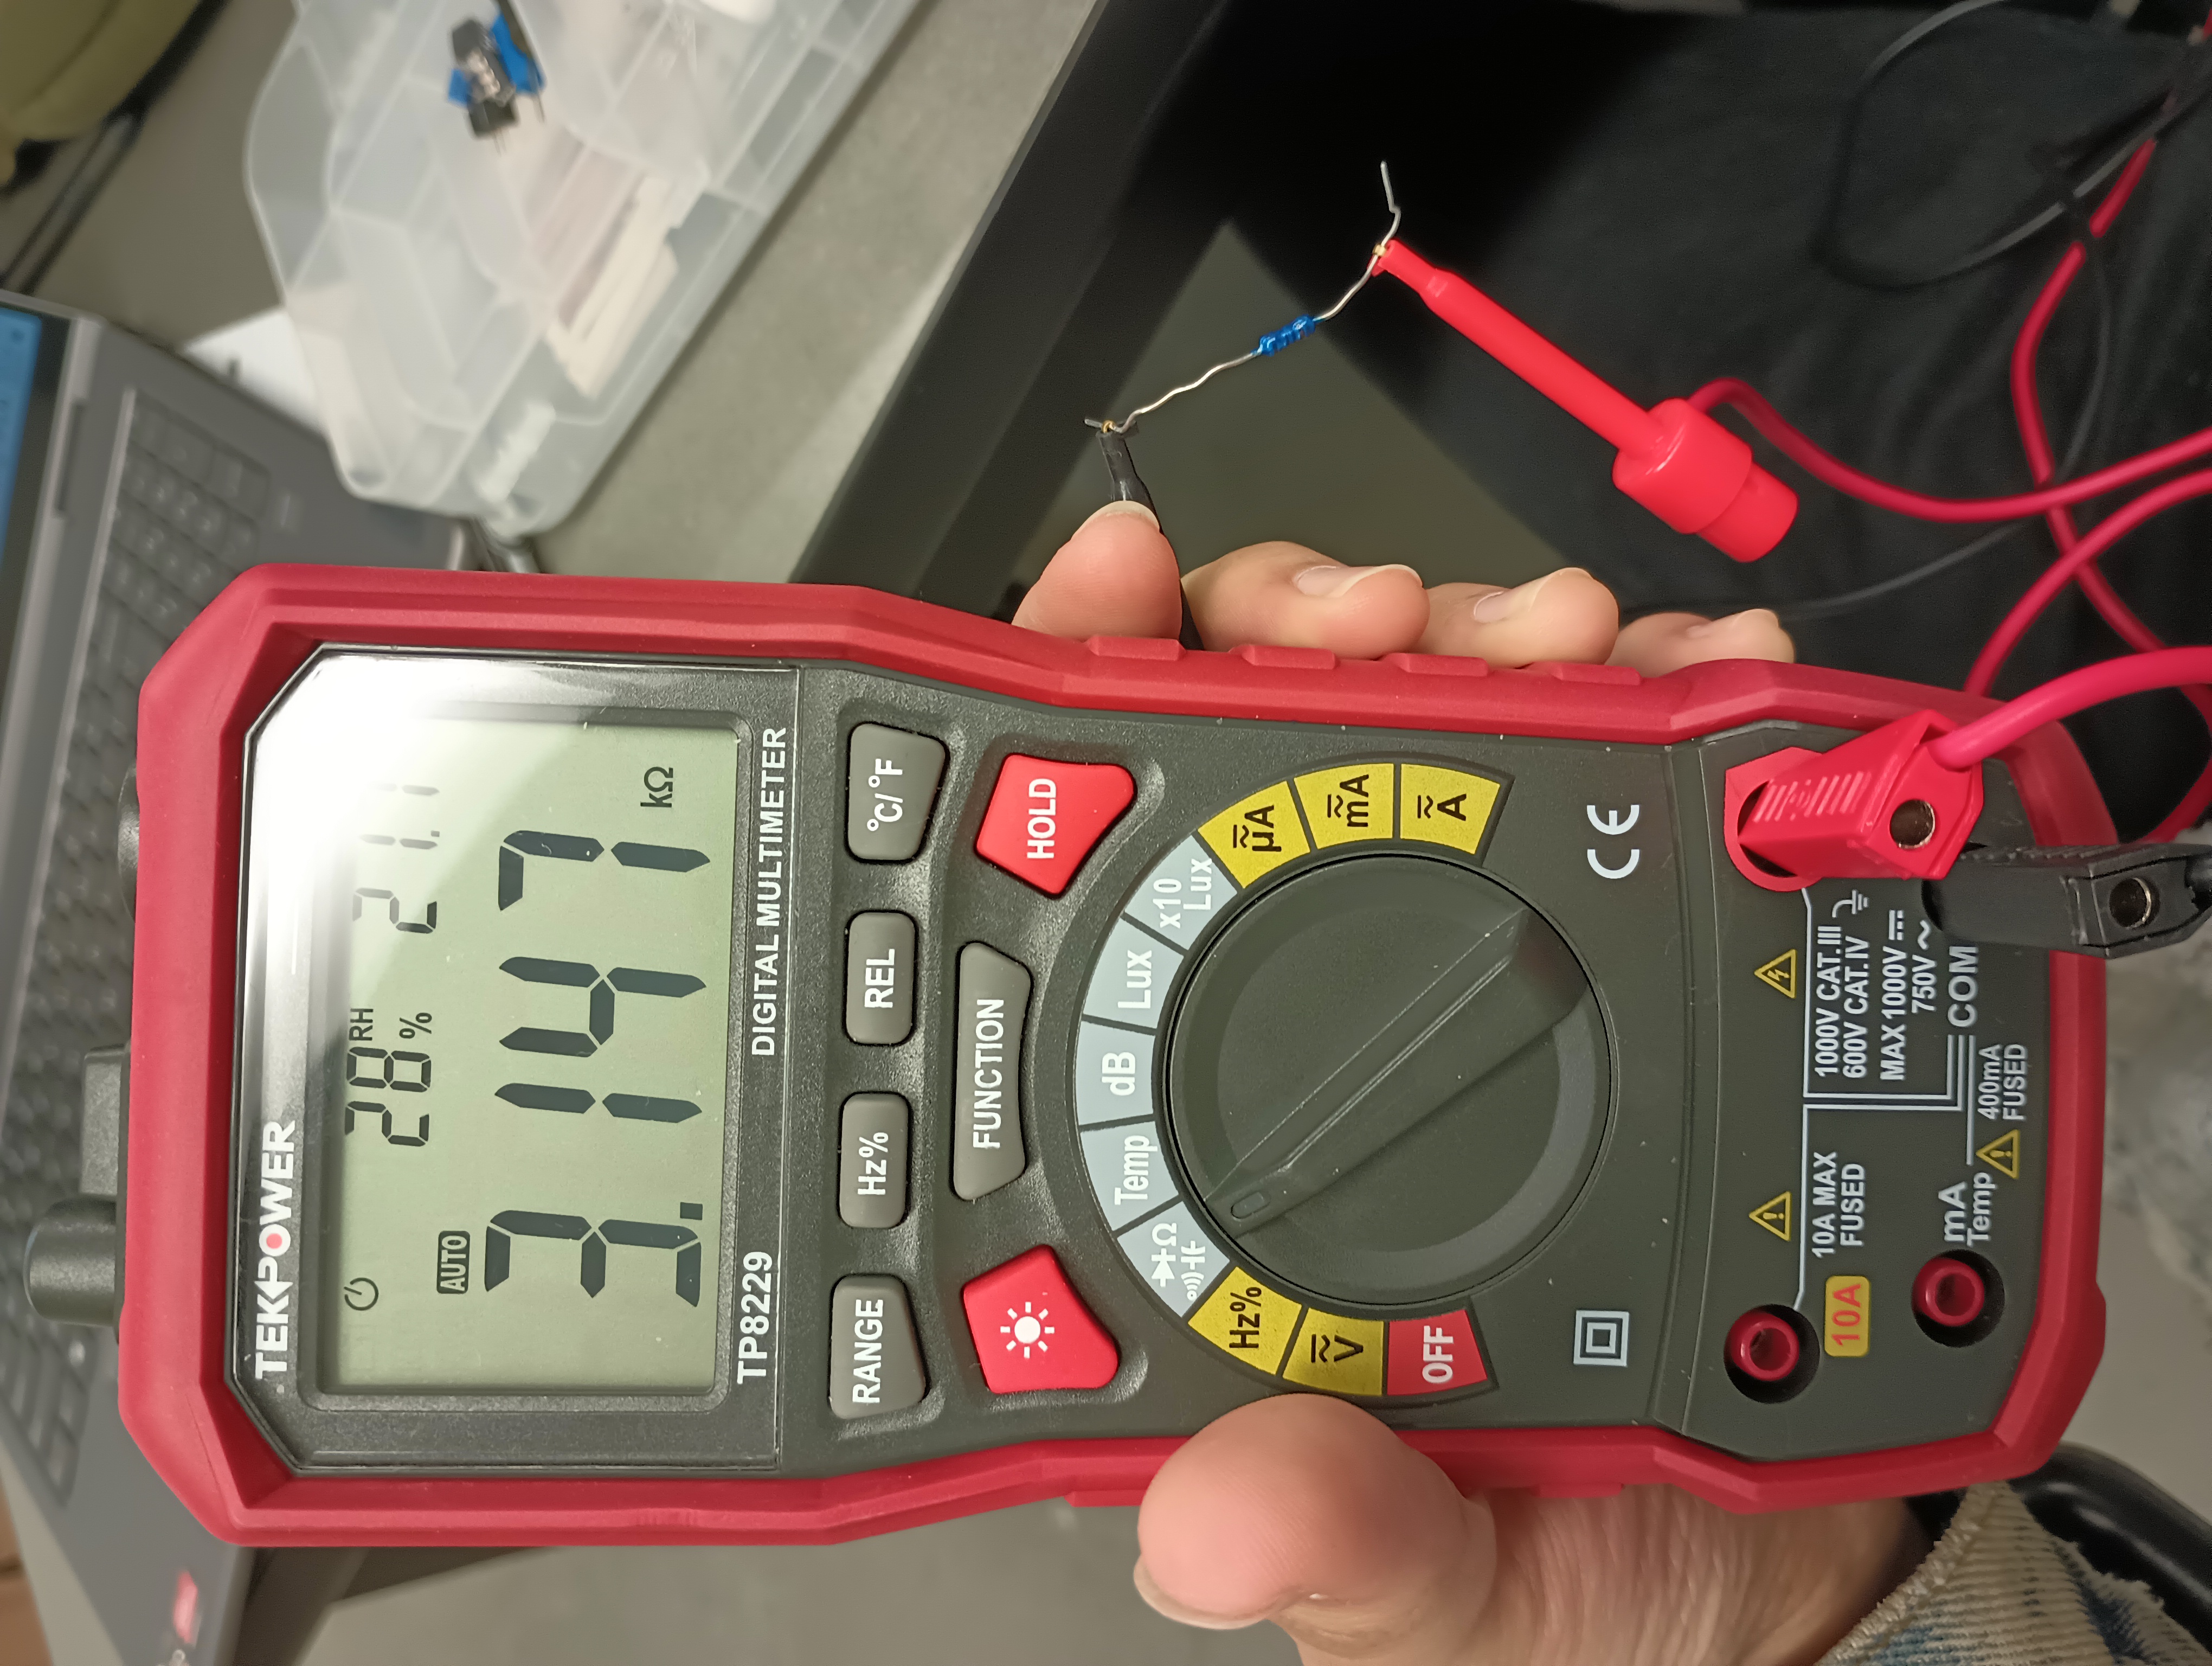 TEKPOWER
28 RH % 21.1
AUTO
3.147 kΩ
TP8229 DIGITAL MULTIMETER
RANGE Hz% REL °C/°F
FUNCTION
HOLD
Temp dB Lux x10 Lux
Ω
Hz% µA
V mA
OFF A
CE
10A MAX FUSED
10A
1000V CAT.III
600V CAT.IV
MAX 1000V
750V ~
COM
mA
Temp
400mA
FUSED